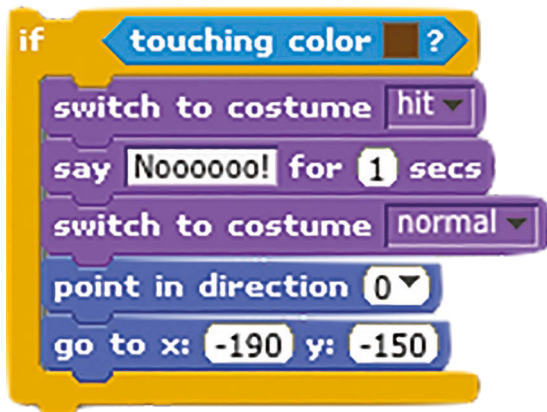 if touching color ?
switch to costume hit
say Noooooo! for 1 secs
switch to costume normal
point in direction 0
go to x: -190 y: -150